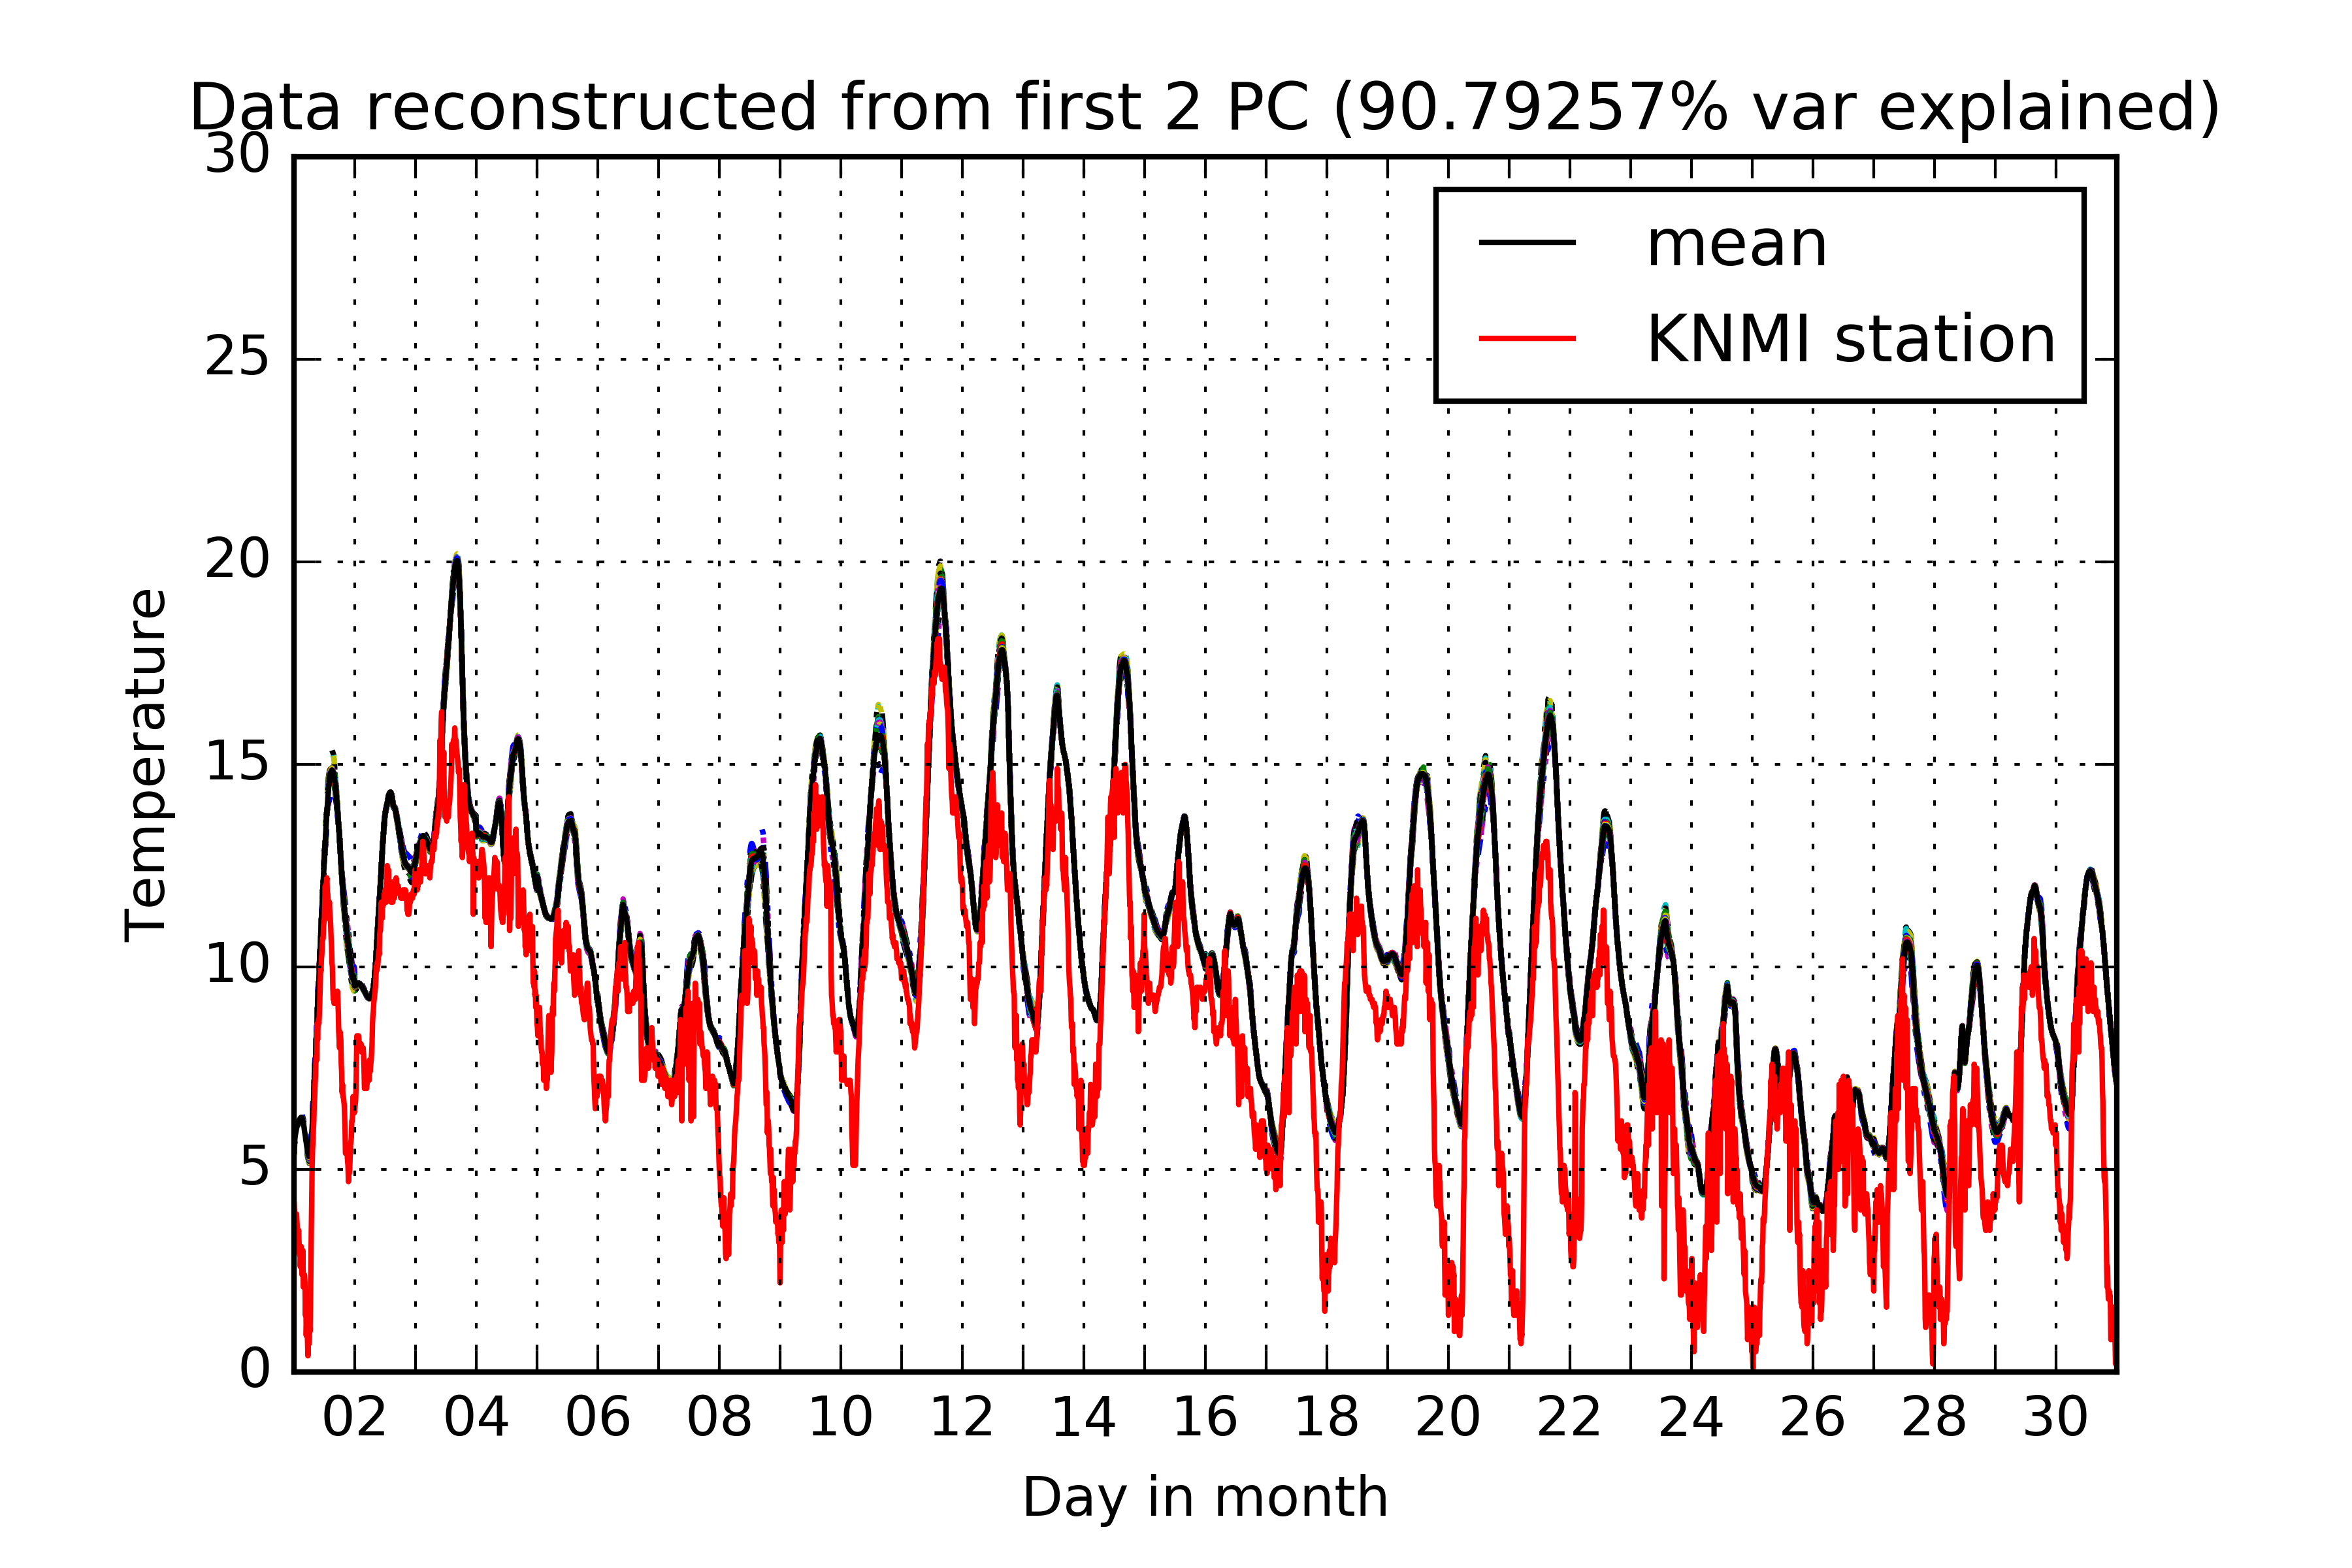 Data reconstructed from first 2 PC (90.79257% var explained)
30
25
20
15
10
5
0
Temperature
mean
KNMI station
02 04 06 08 10 12 14 16 18 20 22 24 26 28 30
Day in month